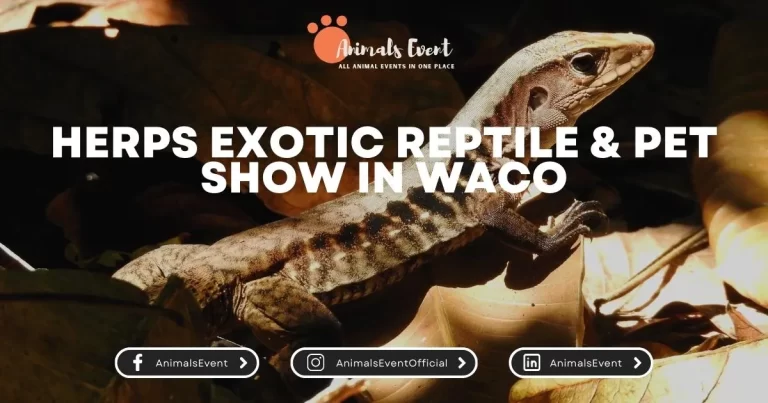 Animals Event
ALL ANIMAL EVENTS IN ONE PLACE
HERPS EXOTIC REPTILE & PET
SHOW IN WACO
AnimalsEvent
AnimalsEventOfficial
AnimalsEvent